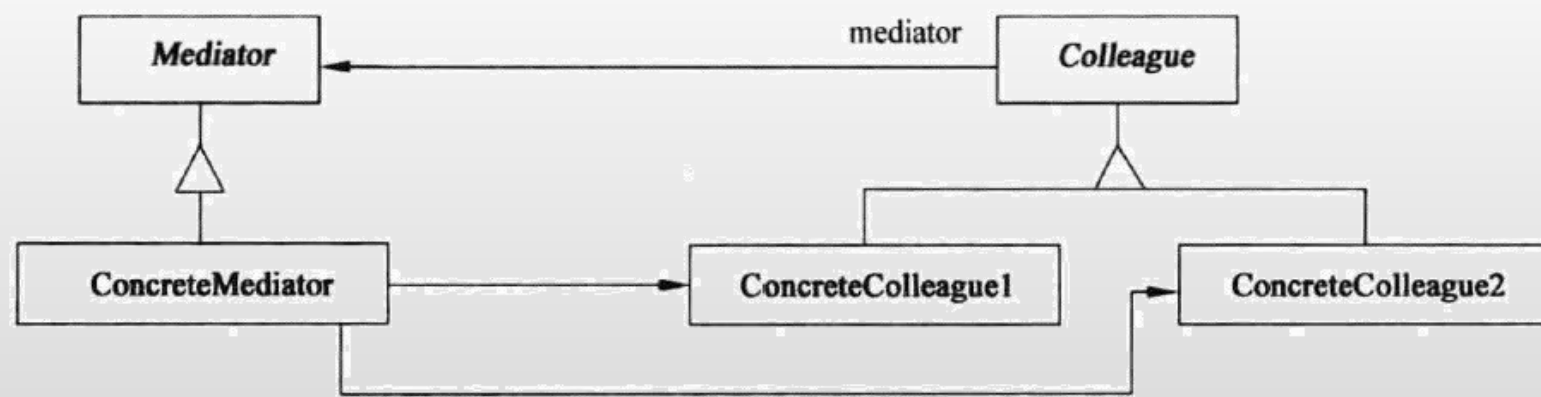 mediator
Mediator
Colleague
ConcreteMediator
ConcreteColleague1
ConcreteColleague2